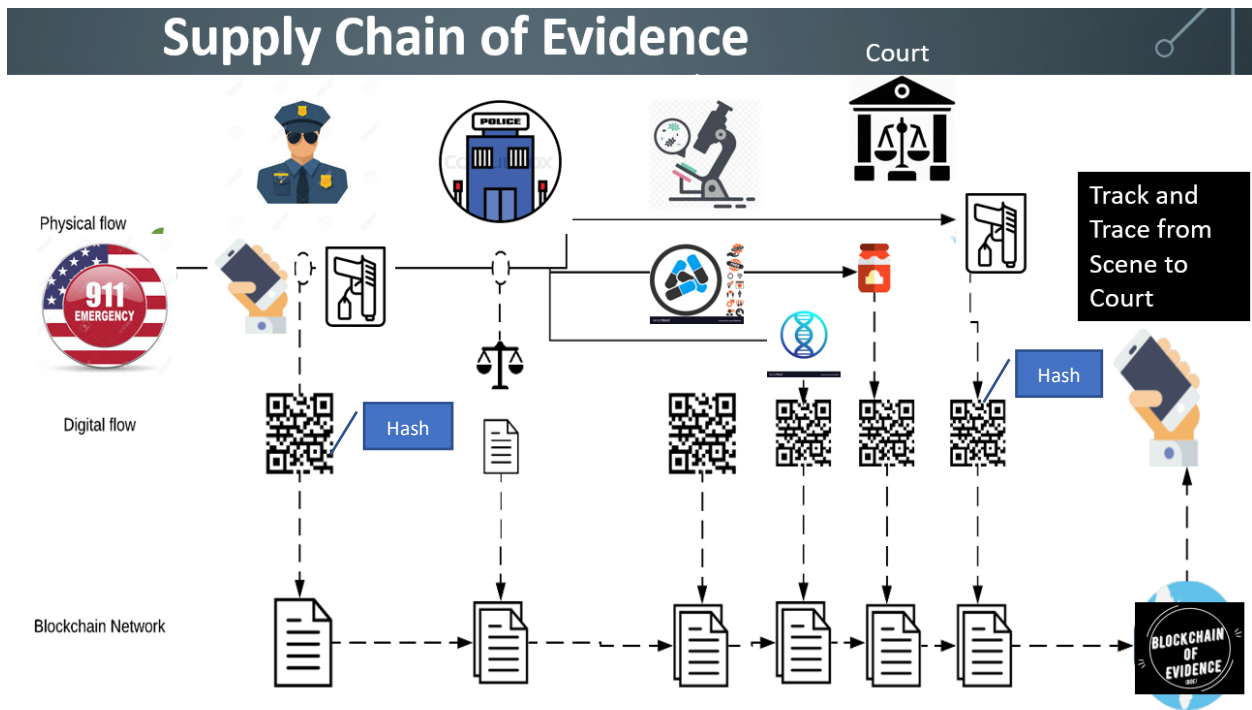 Supply Chain of Evidence
Court
POLICE
Physical flow
911
EMERGENCY
Track and
Trace from
Scene to
Court
Hash
Digital flow
Hash
Blockchain Network
BLOCKCHAIN
OF
EVIDENCE
(BOE)